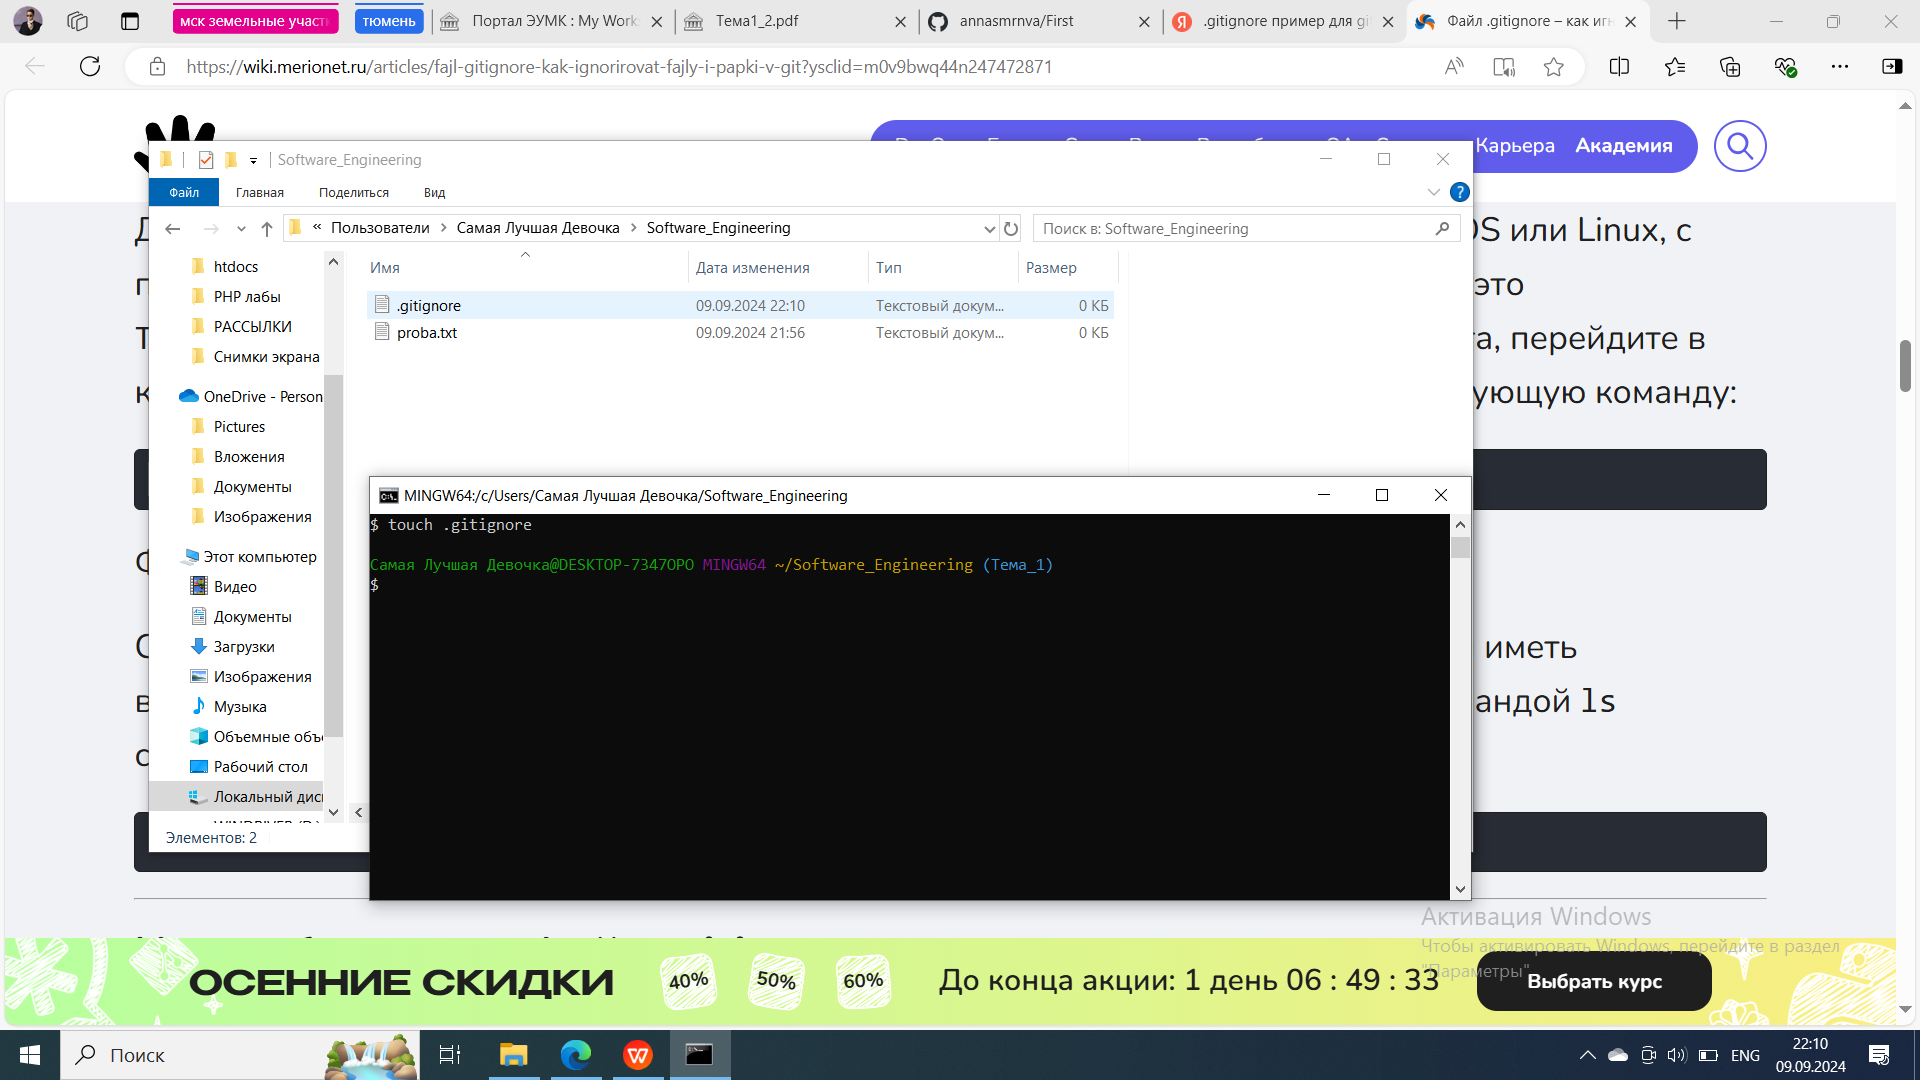 мск земельные участ
тюмень
Портал ЭУМК : My Work
Тема1_2.pdf
annasmrnva/First
.gitignore пример для gi
Файл .gitignore – как игн
https://wiki.merionet.ru/articles/fajl-gitignore-kak-ignorirovat-fajly-i-papki-v-git?ysclid=m0v9bwq44n247472871
Карьера
Академия
Software_Engineering
Файл
Главная
Поделиться
Вид
« Пользователи > Самая Лучшая Девочка > Software_Engineering
Поиск в: Software_Engineering
OS или Linux, с
это
та, перейдите в
ующую команду:
htdocs
PHP лабы
РАССЫЛКИ
Снимки экрана
OneDrive - Person
Pictures
Вложения
Документы
Изображения
Этот компьютер
Видео
Документы
Загрузки
Изображения
Музыка
Объемные объ
Рабочий стол
Локальный дис
Элементов: 2
Имя
Дата изменения
Тип
Размер
.gitignore
09.09.2024 22:10
Текстовый докум...
0 КБ
proba.txt
09.09.2024 21:56
Текстовый докум...
0 КБ
MINGW64:/c/Users/Самая Лучшая Девочка/Software_Engineering
$ touch .gitignore
Самая Лучшая Девочка@DESKTOP-7347OPO MINGW64 ~/Software_Engineering (Тема_1)
$
иметь
андой ls
Активация Windows
Чтобы активировать Windows, перейдите в раздел
"Параметры"
ОСЕННИЕ СКИДКИ
40%
50%
60%
До конца акции: 1 день 06 : 49 : 33
Выбрать курс
Поиск
ENG
22:10
09.09.2024